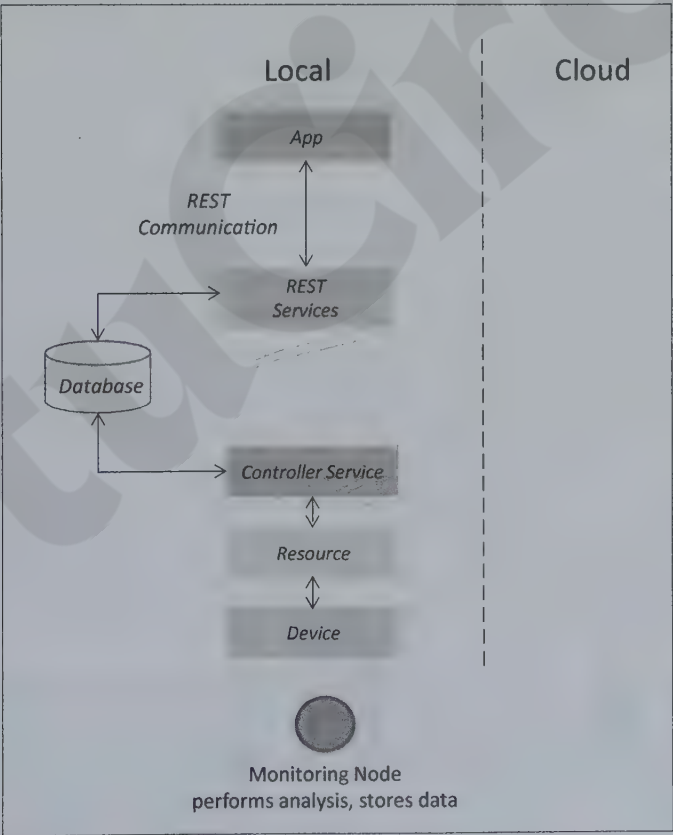 Local
Cloud
App
REST
Communication
REST
Services
Database
Controller Service
Resource
Device
Monitoring Node
performs analysis, stores data